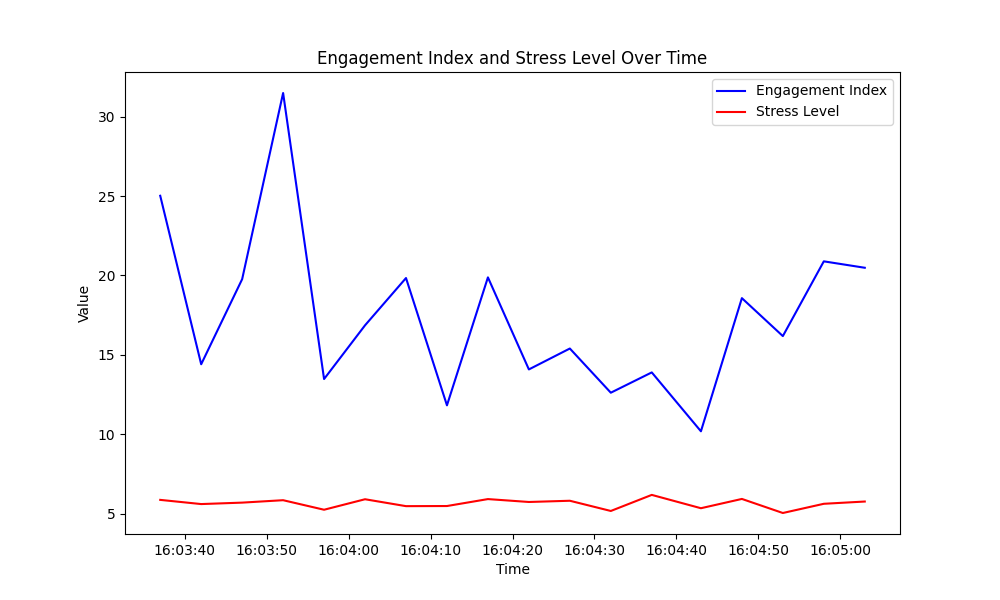 Engagement Index and Stress Level Over Time
Engagement Index
Stress Level
30
25
20
15
10
5
Value
16:03:40 16:03:50 16:04:00 16:04:10 16:04:20 16:04:30 16:04:40 16:04:50 16:05:00
Time